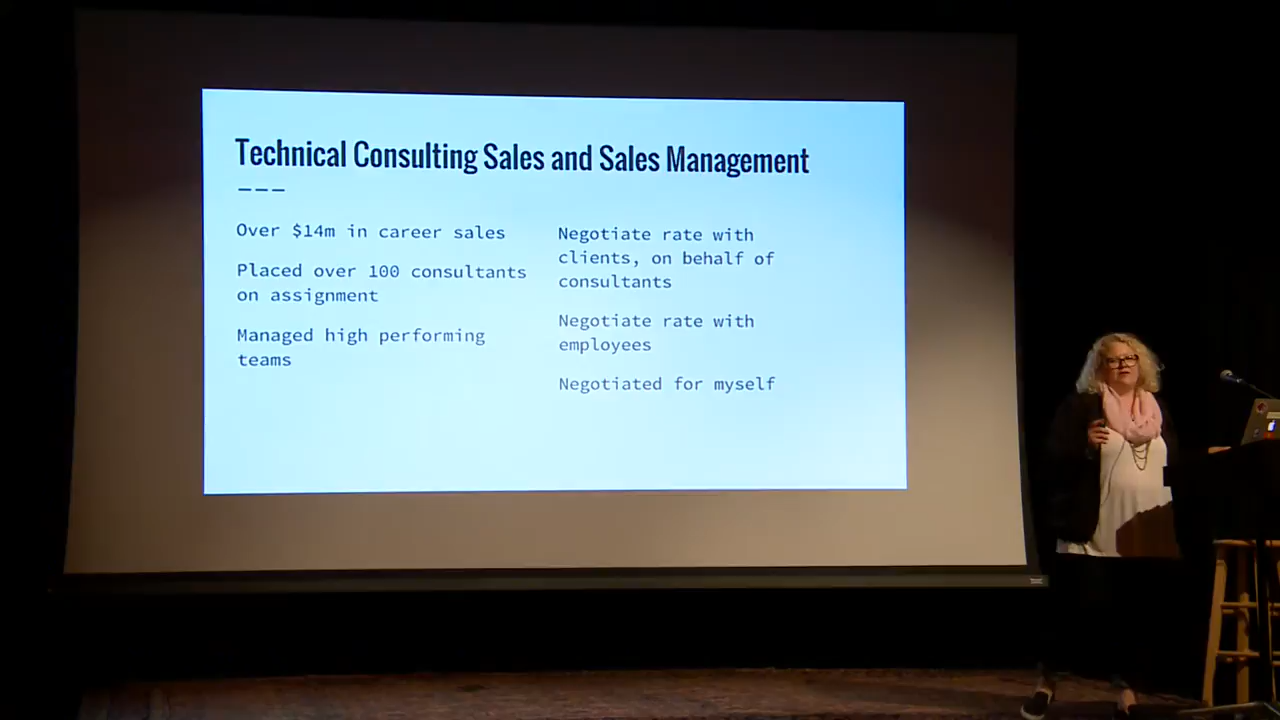 Technical Consulting Sales and Sales Management
Over $14m in career sales
Placed over 100 consultants
on assignment
Managed high performing
teams
Negotiate rate with
clients, on behalf of
consultants
Negotiate rate with
employees
Negotiated for myself